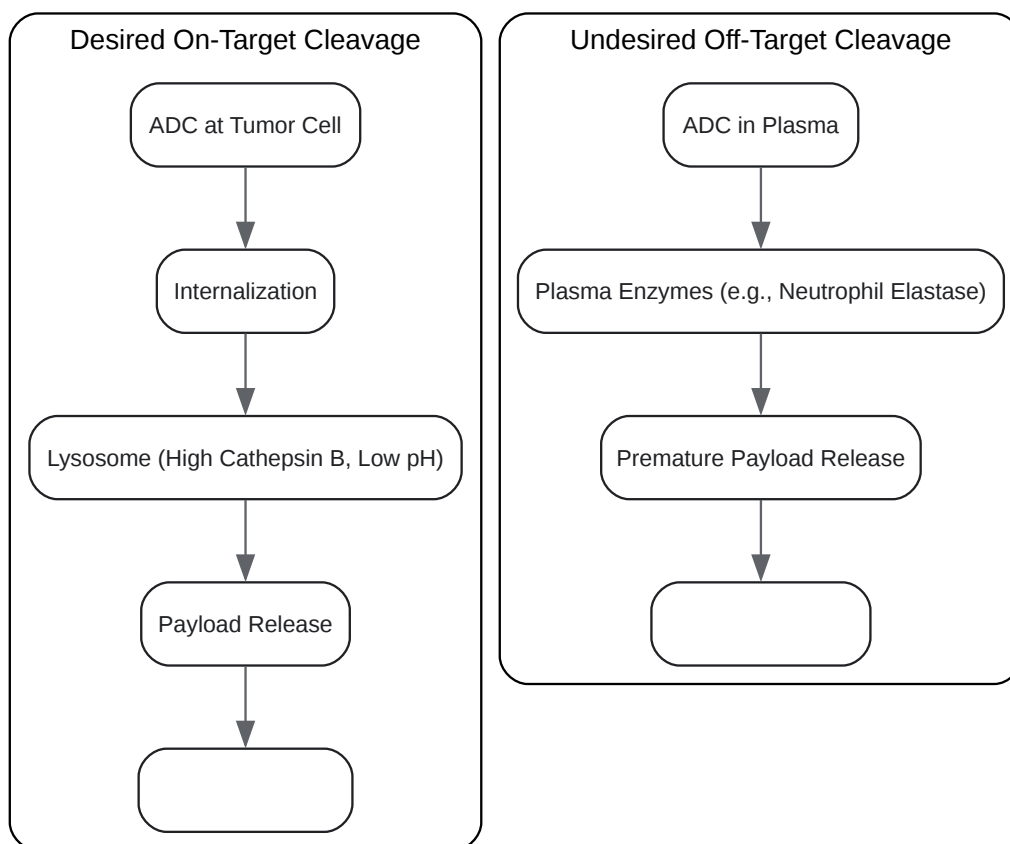 Desired On-Target Cleavage
ADC at Tumor Cell
Internalization
Lysosome (High Cathepsin B, Low pH)
Payload Release
Undesired Off-Target Cleavage
ADC in Plasma
Plasma Enzymes (e.g., Neutrophil Elastase)
Premature Payload Release